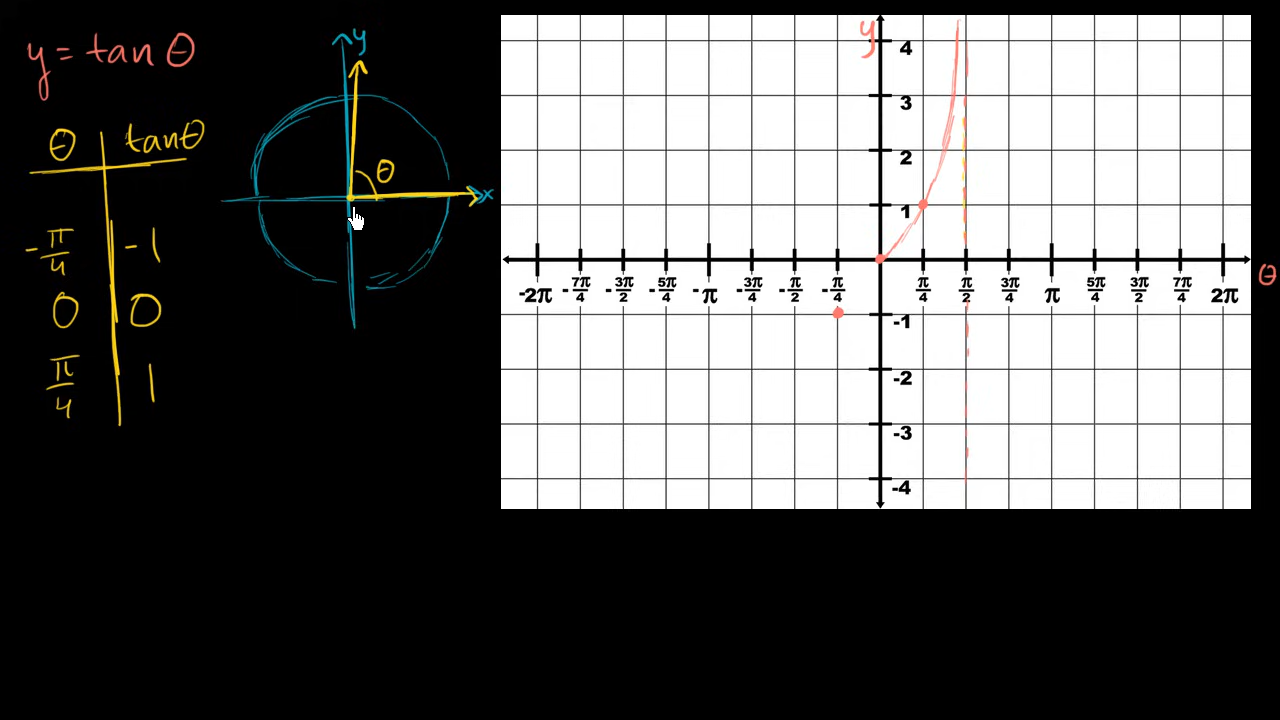 y = tan θ
θ tanθ
-π/4 -1
0 0
π/4 1
y
θ
x
y
4
3
2
1
-2π -7π/4 -3π/2 -5π/4 -π -3π/4 -π/2 -π/4 π/4 π/2 3π/4 π 5π/4 3π/2 7π/4 2π
θ
-1
-2
-3
-4